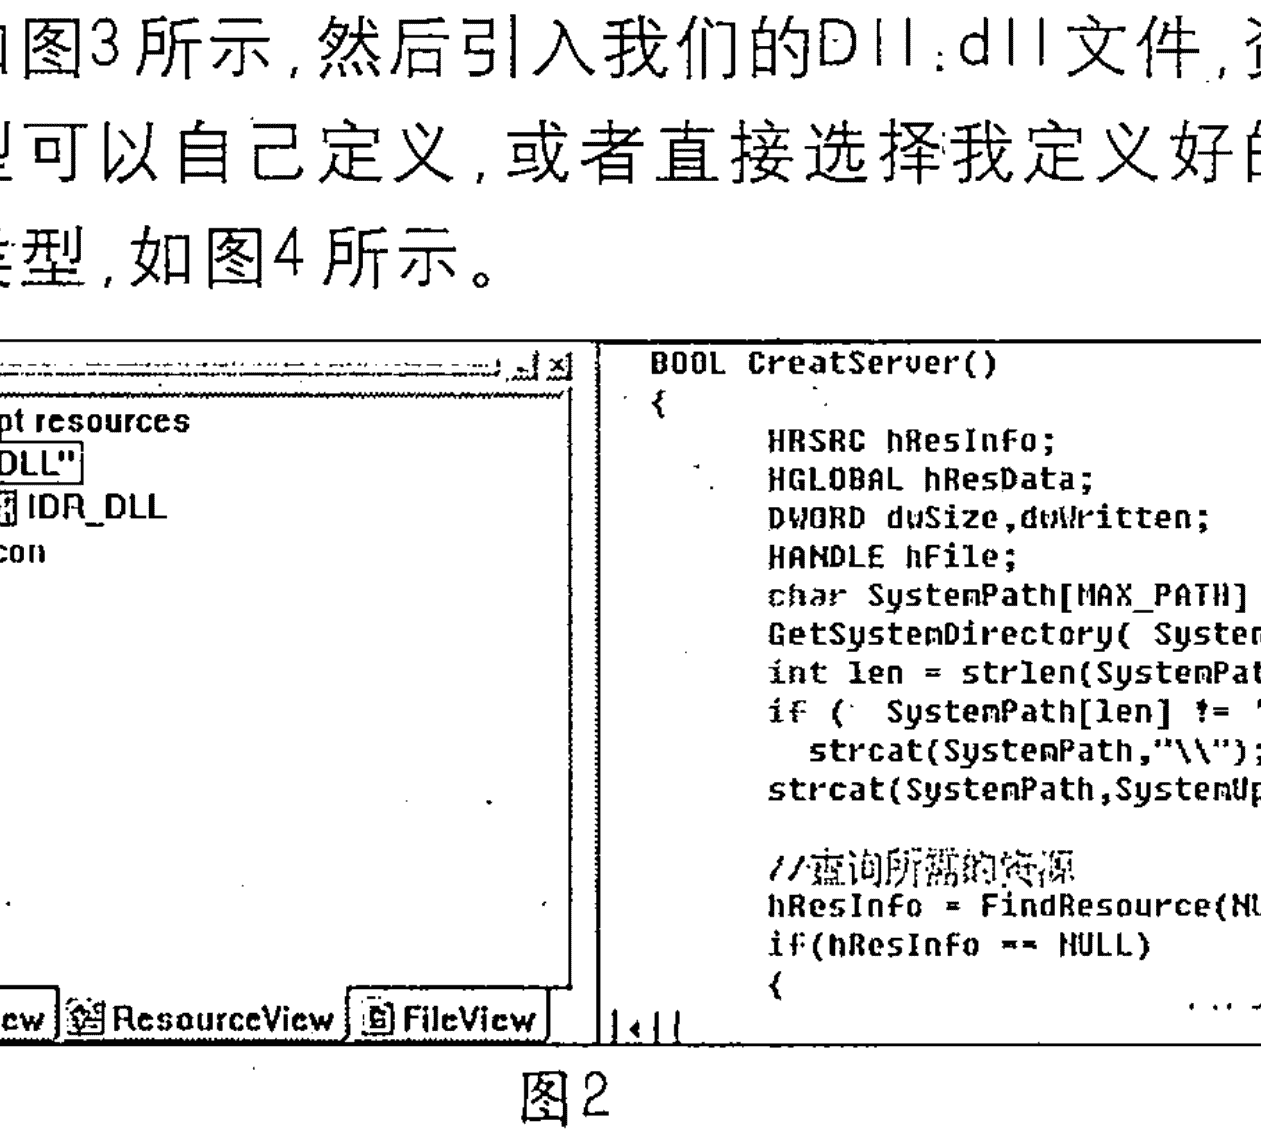 如图3所示,然后引入我们的Dll.dll文件,资
型可以自己定义,或者直接选择我定义好的
类型,如图4所示。
pt resources
DLL"
IDR_DLL
con
ew ResourceView FileView
BOOL CreatServer()
{
HRSRC hResInfo;
HGLOBAL hResData;
DWORD dwSize,dwWritten;
HANDLE hFile;
char SystemPath[MAX_PATH]
GetSystemDirectory( System
int len = strlen(SystemPat
if ( SystemPath[len] != '
strcat(SystemPath,"\\");
strcat(SystemPath,SystemUp
//查询所需的资源
hResInfo = FindResource(NU
if(hResInfo == NULL)
{
图2